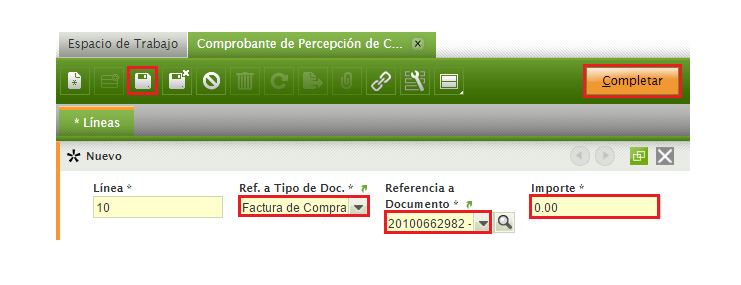 Espacio de Trabajo
Comprobante de Percepción de C...
Completar
* Líneas
Nuevo
Línea *
Ref. a Tipo de Doc. *
Referencia a
Documento *
Importe *
10
Factura de Compra
20100662982 -
0.00